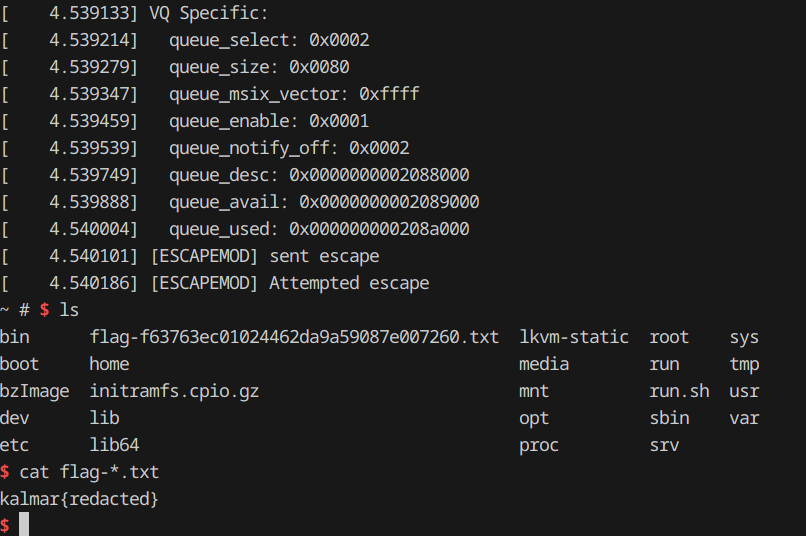 [    4.539133] VQ Specific:
[    4.539214]   queue_select: 0x0002
[    4.539279]   queue_size: 0x0080
[    4.539347]   queue_msix_vector: 0xffff
[    4.539459]   queue_enable: 0x0001
[    4.539539]   queue_notify_off: 0x0002
[    4.539749]   queue_desc: 0x0000000002088000
[    4.539888]   queue_avail: 0x0000000002089000
[    4.540004]   queue_used: 0x000000000208a000
[    4.540101] [ESCAPEMOD] sent escape
[    4.540186] [ESCAPEMOD] Attempted escape
~ # $ ls
bin      flag-f63763ec01024462da9a59087e007260.txt  lkvm-static  root    sys
boot     home                                       media        run     tmp
bzImage  initramfs.cpio.gz                          mnt          run.sh  usr
dev      lib                                        opt          sbin    var
etc      lib64                                      proc         srv
$ cat flag-*.txt
kalmar{redacted}
$